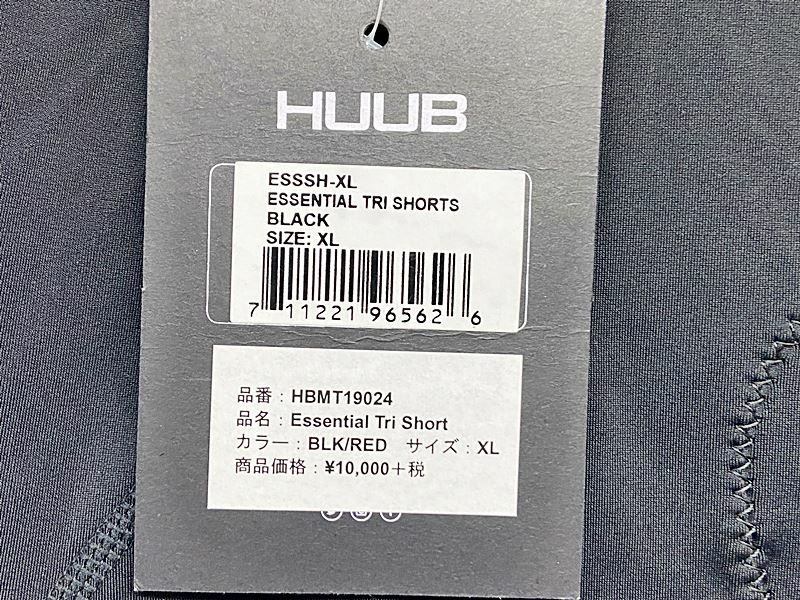 HUUB
ESSSH-XL
ESSENTIAL TRI SHORTS
BLACK
SIZE: XL
7 11221 96562 6
品番：HBMT19024
品名：Essential Tri Short
カラー：BLK/RED サイズ：XL
商品価格：¥10,000＋税